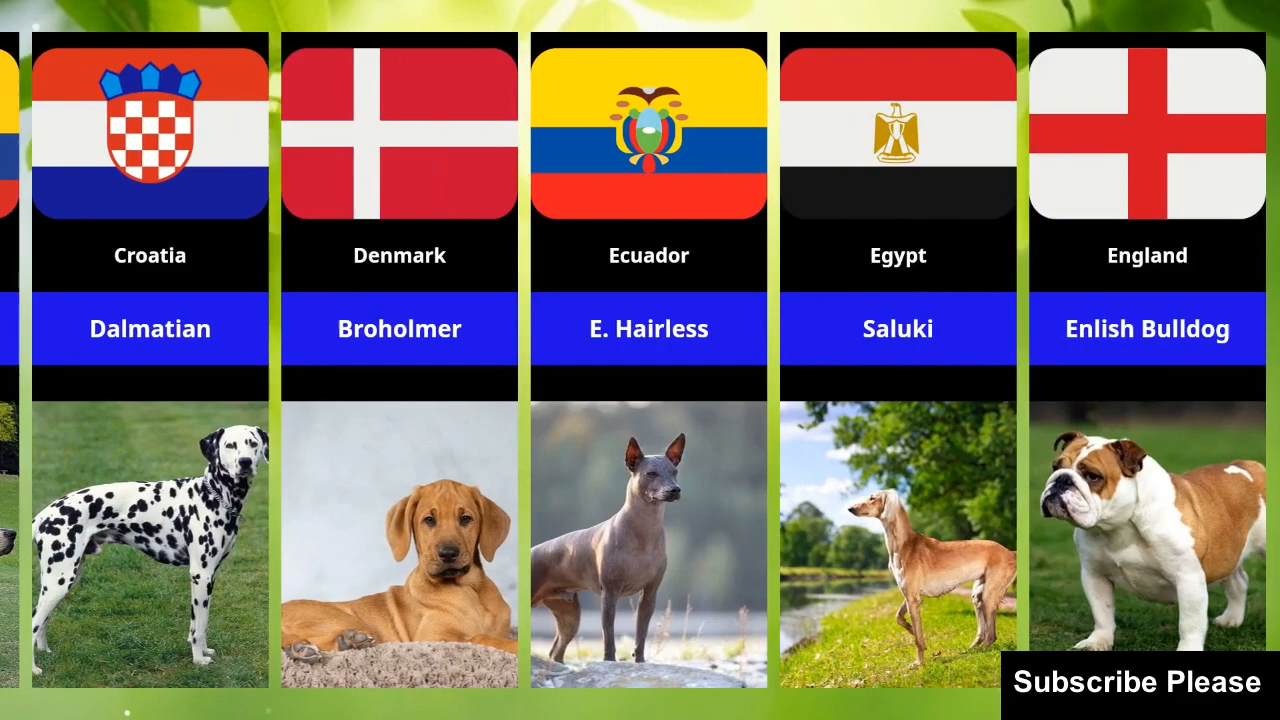 Croatia
Denmark
Ecuador
Egypt
England
Dalmatian
Broholmer
E. Hairless
Saluki
Enlish Bulldog
Subscribe Please